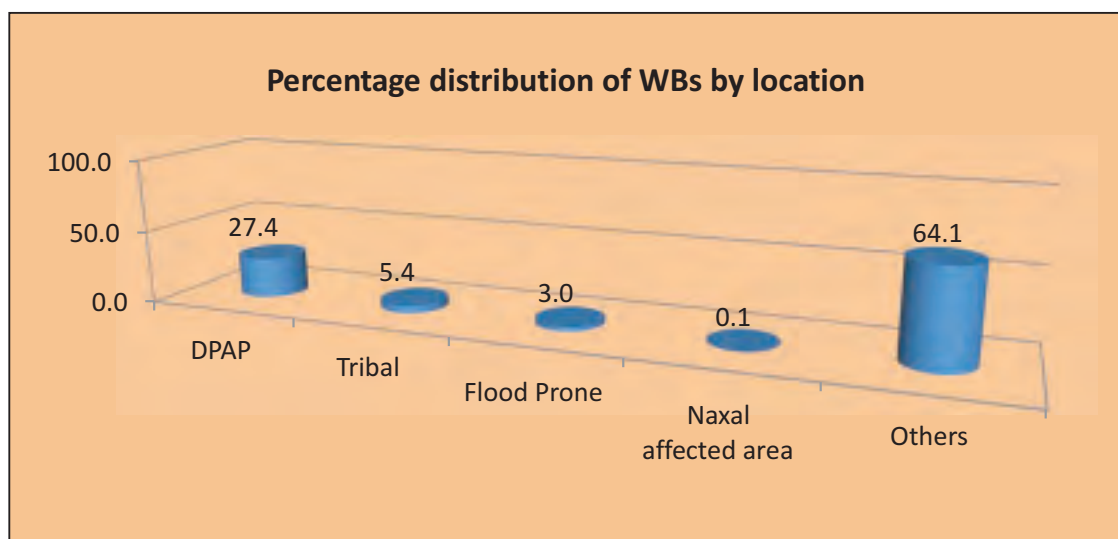 Percentage distribution of WBs by location
100.0
50.0
0.0
27.4
5.4
3.0
0.1
64.1
DPAP
Tribal
Flood Prone
Naxal
affected area
Others